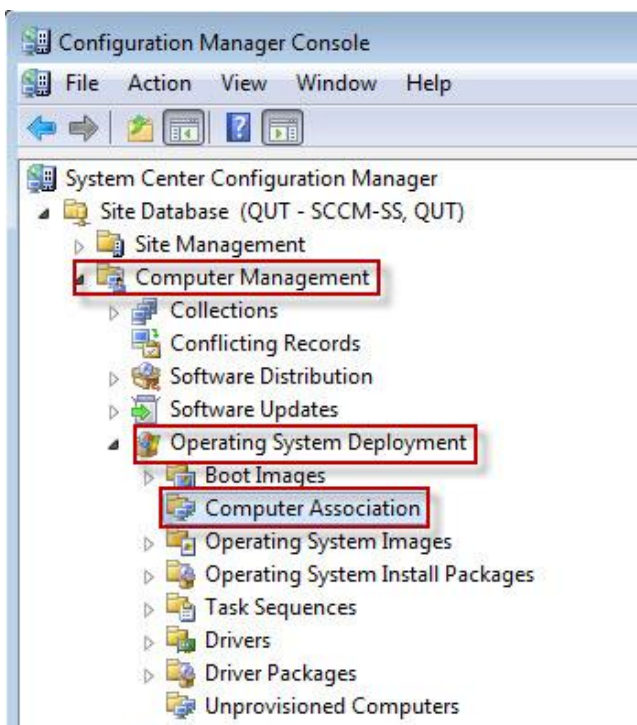 Configuration Manager Console
File Action View Window Help
System Center Configuration Manager
Site Database (QUT - SCCM-SS, QUT)
Site Management
Computer Management
Collections
Conflicting Records
Software Distribution
Software Updates
Operating System Deployment
Boot Images
Computer Association
Operating System Images
Operating System Install Packages
Task Sequences
Drivers
Driver Packages
Unprovisioned Computers